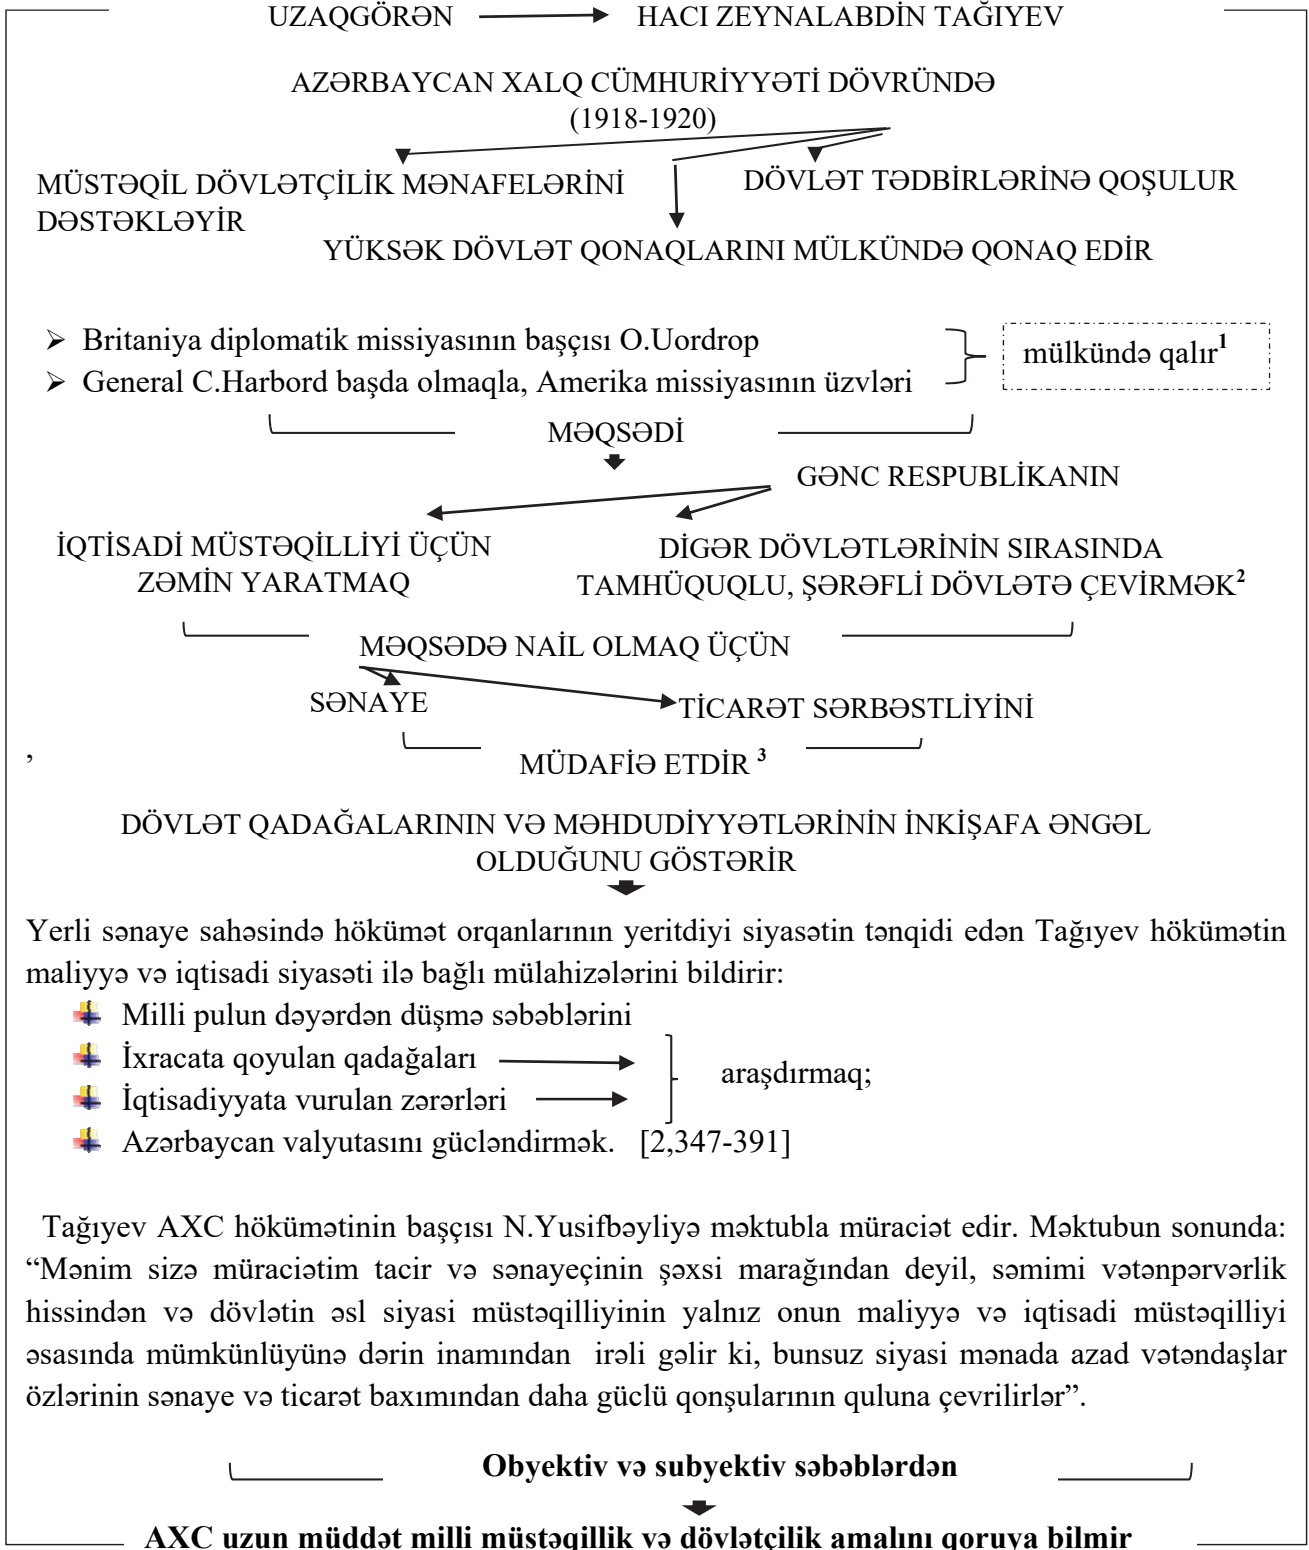 UZAQGÖRƏN HACI ZEYNALABDİN TAĞIYEV
AZƏRBAYCAN XALQ CÜMHURİYYƏTİ DÖVRÜNDƏ
(1918-1920)
MÜSTƏQİL DÖVLƏTÇİLİK MƏNAFELƏRİNİ
DƏSTƏKLƏYİR
DÖVLƏT TƏDBİRLƏRİNƏ QOŞULUR
YÜKSƏK DÖVLƏT QONAQLARINI MÜLKÜNDƏ QONAQ EDİR
➢ Britaniya diplomatik missiyasının başçısı O.Uordrop
➢ General C.Harbord başda olmaqla, Amerika missiyasının üzvləri
mülkündə qalır¹
MƏQSƏDİ
GƏNC RESPUBLİKANIN
İQTİSADİ MÜSTƏQİLLİYİ ÜÇÜN
ZƏMİN YARATMAQ
DİGƏR DÖVLƏTLƏRİNİN SIRASINDA
TAMHÜQUQLU, ŞƏRƏFLİ DÖVLƏTƏ ÇEVİRMƏK²
MƏQSƏDƏ NAİL OLMAQ ÜÇÜN
SƏNAYE
TİCARƏT SƏRBƏSTLİYİNİ
,
MÜDAFİƏ ETDİR ³
DÖVLƏT QADAĞALARININ VƏ MƏHDUDİYYƏTLƏRİNİN İNKİŞAFA ƏNGƏL
OLDUĞUNU GÖSTƏRİR
Yerli sənaye sahəsində hökümət orqanlarının yeritdiyi siyasətin tənqidi edən Tağıyev hökümətin
maliyyə və iqtisadi siyasəti ilə bağlı mülahizələrini bildirir:
Milli pulun dəyərdən düşmə səbəblərini
İxracata qoyulan qadağaları
İqtisadiyyata vurulan zərərləri
araşdırmaq;
Azərbaycan valyutasını gücləndirmək. [2,347-391]
Tağıyev AXC hökümətinin başçısı N.Yusifbəyliyə məktubla müraciət edir. Məktubun sonunda:
“Mənim sizə müraciətim tacir və sənayeçinin şəxsi marağından deyil, səmimi vətənpərvərlik
hissindən və dövlətin əsl siyasi müstəqilliyinin yalnız onun maliyyə və iqtisadi müstəqilliyi
əsasında mümkünlüyünə dərin inamından irəli gəlir ki, bunsuz siyasi mənada azad vətəndaşlar
özlərinin sənaye və ticarət baxımından daha güclü qonşularının quluna çevrilirlər”.
Obyektiv və subyektiv səbəblərdən
AXC uzun müddət milli müstəqillik və dövlətçilik amalını qoruya bilmir